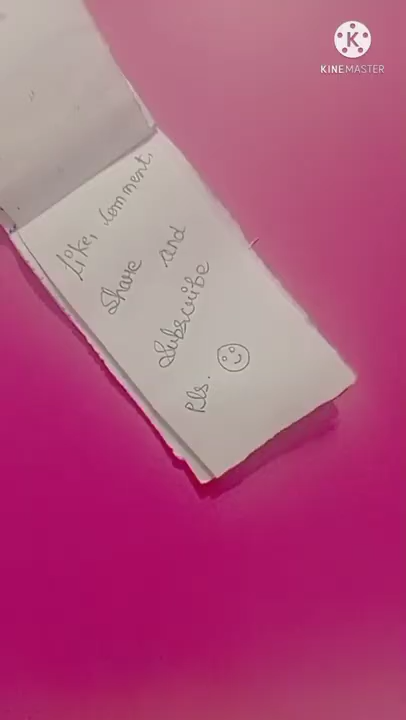 KINEMASTER
Like, Comment,
Share and
Subscribe
Pls.